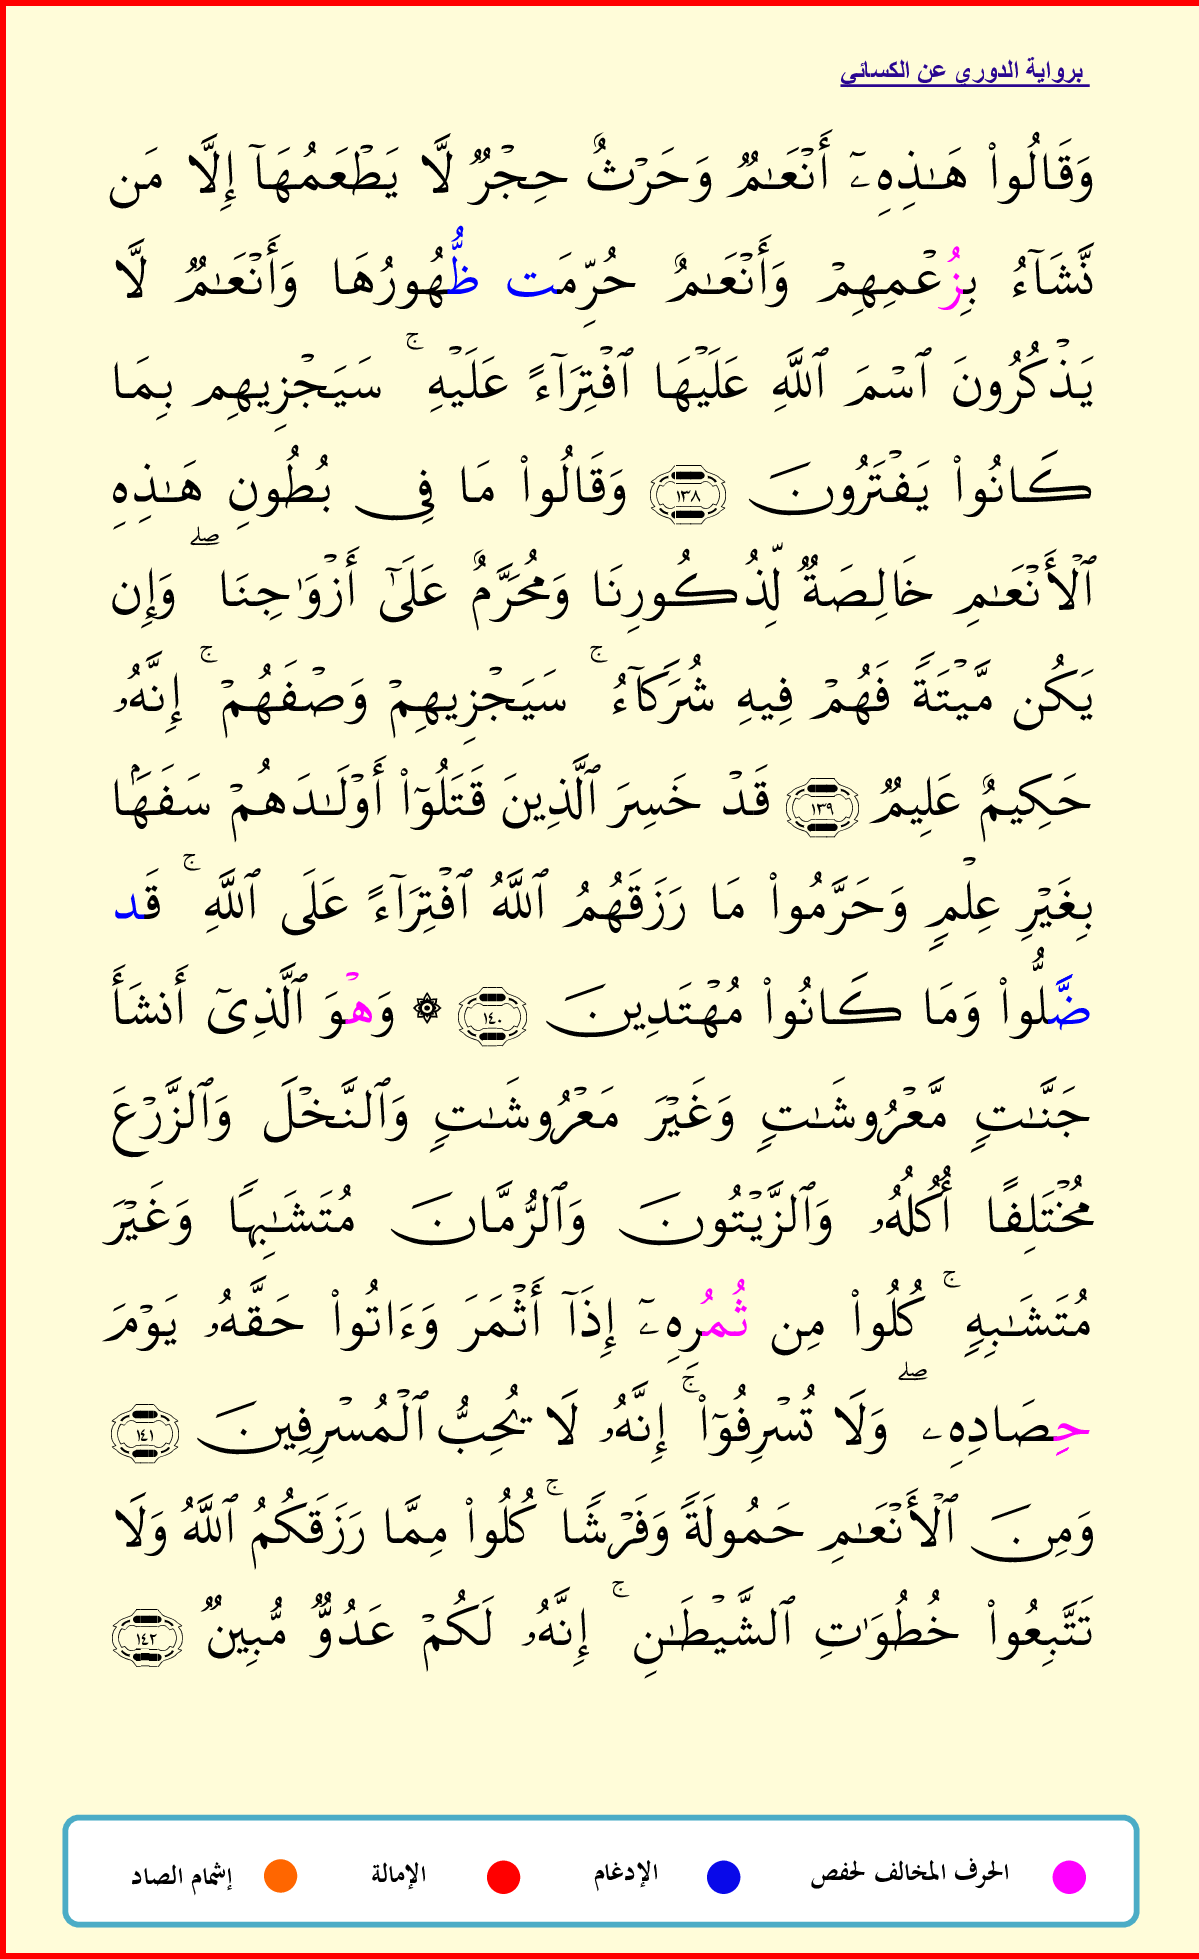 برواية الدوري عن الكسائي
وَقَالُوا۟ هَـٰذِهِۦٓ أَنْعَـٰمٌ وَحَرْثٌ حِجْرٌ لَّا يَطْعَمُهَآ إِلَّا مَن
نَّشَآءُ بِزُعْمِهِمْ وَأَنْعَـٰمٌ حُرِّمَت ظُّهُورُهَا وَأَنْعَـٰمٌ لَّا
يَذْكُرُونَ ٱسْمَ ٱللَّهِ عَلَيْهَا ٱفْتِرَآءً عَلَيْهِ ۚ سَيَجْزِيهِم بِمَا
كَانُوا۟ يَفْتَرُونَ ١٣٨ وَقَالُوا۟ مَا فِى بُطُونِ هَـٰذِهِ
ٱلْأَنْعَـٰمِ خَالِصَةٌ لِّذُكُورِنَا وَمُحَرَّمٌ عَلَىٰٓ أَزْوَٰجِنَا ۖ وَإِن
يَكُن مَّيْتَةً فَهُمْ فِيهِ شُرَكَآءُ ۚ سَيَجْزِيهِمْ وَصْفَهُمْ ۚ إِنَّهُۥ
حَكِيمٌ عَلِيمٌ ١٣٩ قَدْ خَسِرَ ٱلَّذِينَ قَتَلُوٓا۟ أَوْلَـٰدَهُمْ سَفَهًۢا
بِغَيْرِ عِلْمٍ وَحَرَّمُوا۟ مَا رَزَقَهُمُ ٱللَّهُ ٱفْتِرَآءً عَلَى ٱللَّهِ ۚ قَد
ضَّلُّوا۟ وَمَا كَانُوا۟ مُهْتَدِينَ ١٤٠ ۞ وَهْوَ ٱلَّذِىٓ أَنشَأَ
جَنَّـٰتٍ مَّعْرُوشَـٰتٍ وَغَيْرَ مَعْرُوشَـٰتٍ وَٱلنَّخْلَ وَٱلزَّرْعَ
مُخْتَلِفًا أُكُلُهُۥ وَٱلزَّيْتُونَ وَٱلرُّمَّانَ مُتَشَـٰبِهًا وَغَيْرَ
مُتَشَـٰبِهٍ ۚ كُلُوا۟ مِن ثُمُرِهِۦٓ إِذَآ أَثْمَرَ وَءَاتُوا۟ حَقَّهُۥ يَوْمَ
حِصَادِهِۦ ۖ وَلَا تُسْرِفُوٓا۟ ۚ إِنَّهُۥ لَا يُحِبُّ ٱلْمُسْرِفِينَ ١٤١
وَمِنَ ٱلْأَنْعَـٰمِ حَمُولَةً وَفَرْشًا ۚ كُلُوا۟ مِمَّا رَزَقَكُمُ ٱللَّهُ وَلَا
تَتَّبِعُوا۟ خُطُوَٰتِ ٱلشَّيْطَـٰنِ ۚ إِنَّهُۥ لَكُمْ عَدُوٌّ مُّبِينٌ ١٤٢
الحرف المخالف لحفص الإدغام الإمالة إشمام الصاد